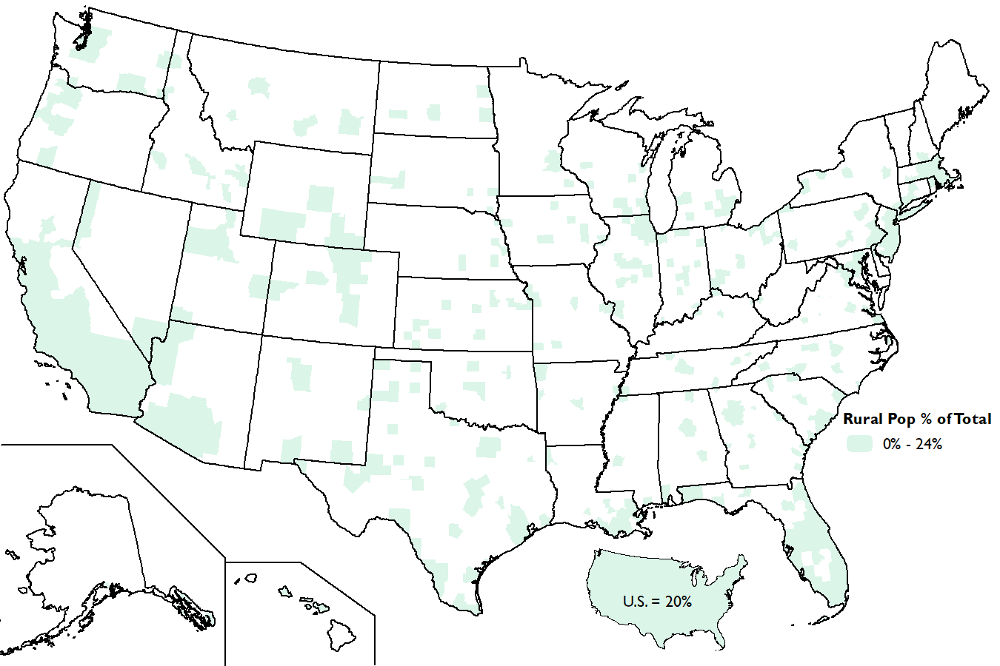 Rural Pop % of Total
0% - 24%
U.S. = 20%